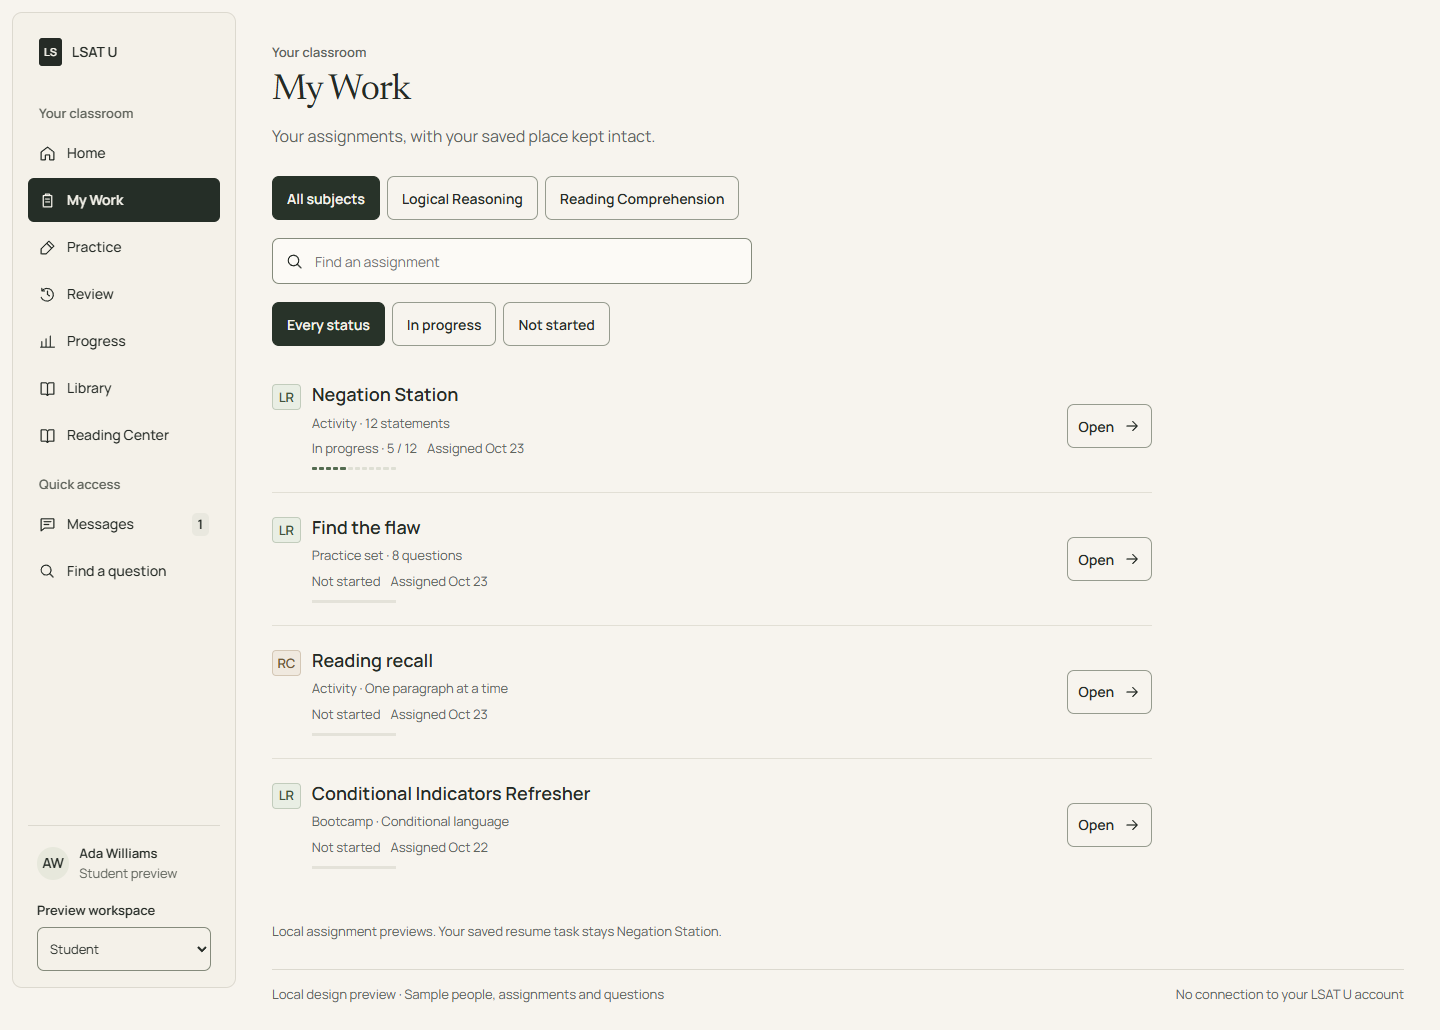 LS LSAT U
Your classroom
Home
My Work
Practice
Review
Progress
Library
Reading Center
Quick access
Messages 1
Find a question
AW
Ada Williams
Student preview
Preview workspace
Student
Your classroom
My Work
Your assignments, with your saved place kept intact.
All subjects Logical Reasoning Reading Comprehension
Find an assignment
Every status In progress Not started
LR Negation Station
Activity · 12 statements
In progress · 5 / 12 Assigned Oct 23
Open
LR Find the flaw
Practice set · 8 questions
Not started Assigned Oct 23
Open
RC Reading recall
Activity · One paragraph at a time
Not started Assigned Oct 23
Open
LR Conditional Indicators Refresher
Bootcamp · Conditional language
Not started Assigned Oct 22
Open
Local assignment previews. Your saved resume task stays Negation Station.
Local design preview · Sample people, assignments and questions
No connection to your LSAT U account